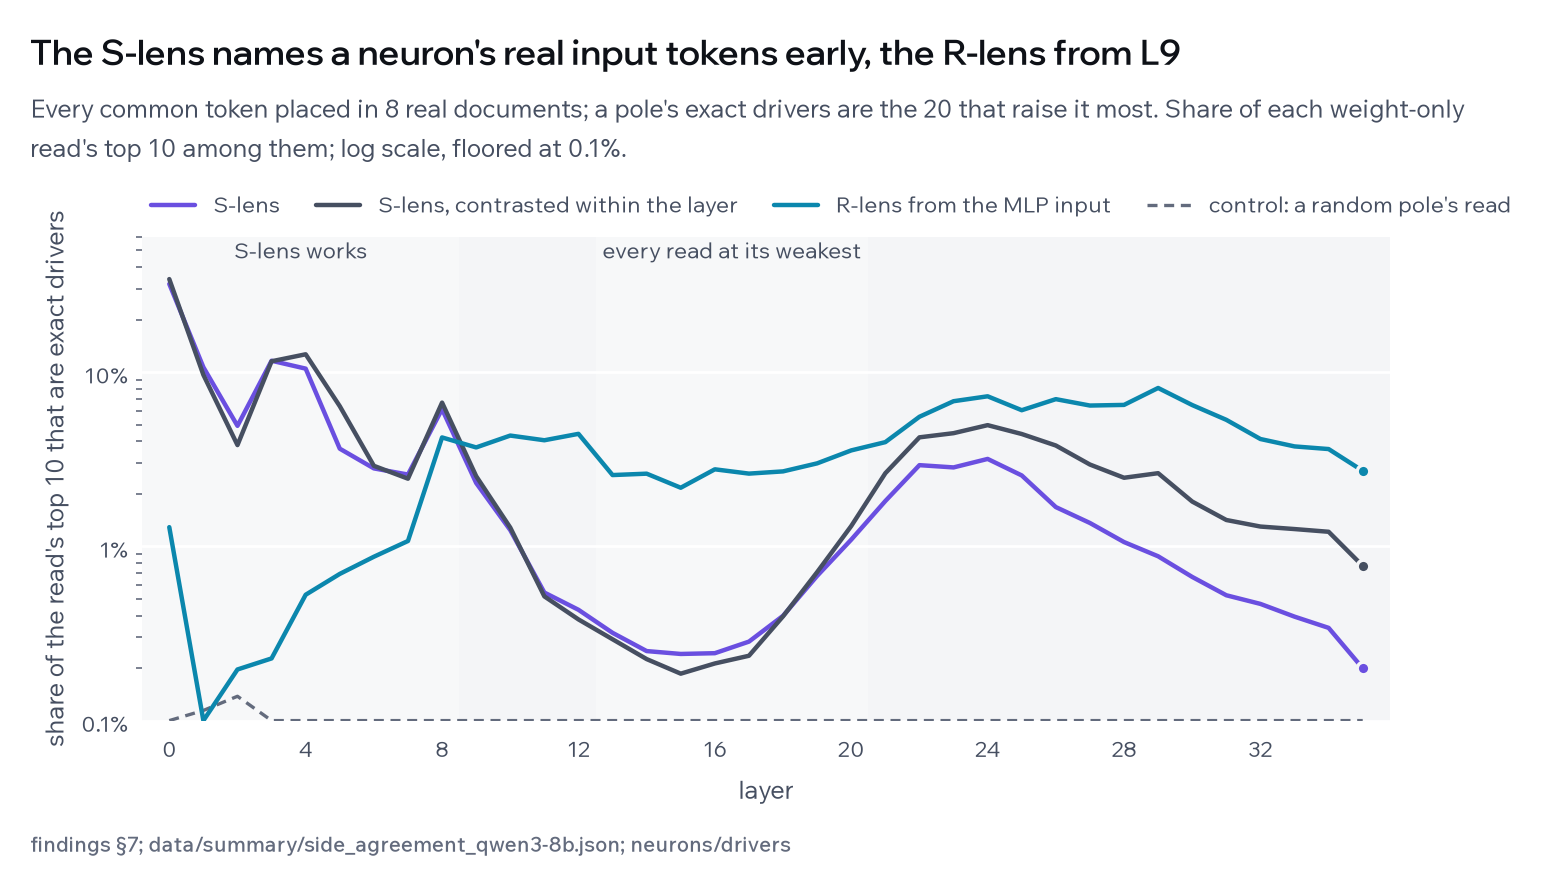 The S-lens names a neuron's real input tokens early, the R-lens from L9
Every common token placed in 8 real documents; a pole's exact drivers are the 20 that raise it most. Share of each weight-only
read's top 10 among them; log scale, floored at 0.1%.
S-lens
S-lens, contrasted within the layer
R-lens from the MLP input
control: a random pole's read
share of the read's top 10 that are exact drivers
S-lens works
every read at its weakest
10%
1%
0.1%
0 4 8 12 16 20 24 28 32
layer
findings §7; data/summary/side_agreement_qwen3-8b.json; neurons/drivers